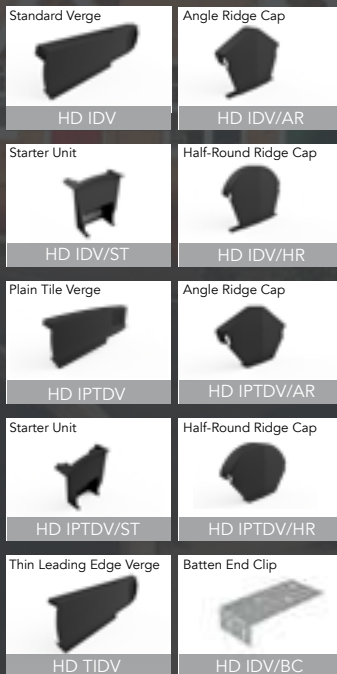 Standard Verge
HD IDV
Angle Ridge Cap
HD IDV/AR
Starter Unit
HD IDV/ST
Half-Round Ridge Cap
HD IDV/HR
Plain Tile Verge
HD IPTDV
Angle Ridge Cap
HD IPTDV/AR
Starter Unit
HD IPTDV/ST
Half-Round Ridge Cap
HD IPTDV/HR
Thin Leading Edge Verge
HD TIDV
Batten End Clip
HD IDV/BC